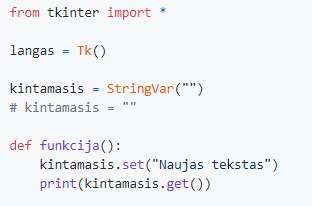 from tkinter import *
langas = Tk()
kintamasis = StringVar("")
# kintamasis = ""
def funkcija():
    kintamasis.set("Naujas tekstas")
    print(kintamasis.get())